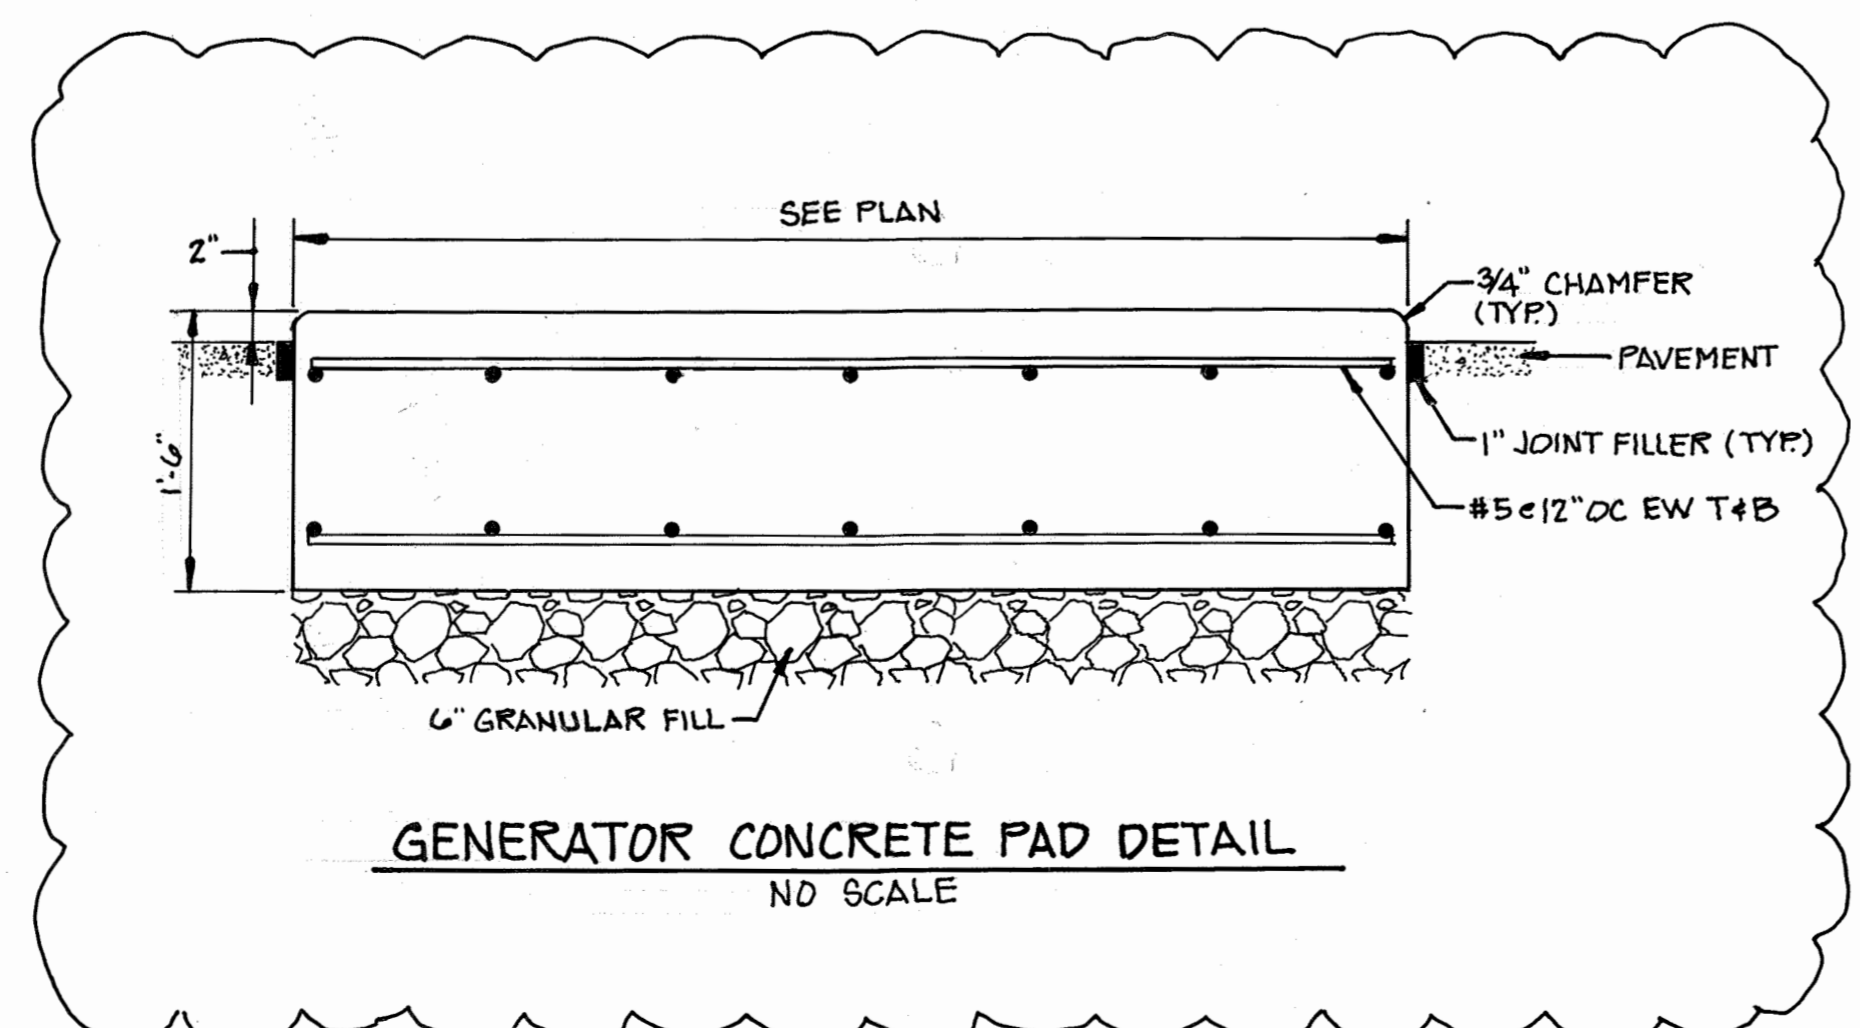 SEE PLAN
2"
3/4" CHAMFER
(TYP.)
PAVEMENT
1'-6"
1" JOINT FILLER (TYP.)
#5@12"OC EW T&B
6" GRANULAR FILL
GENERATOR CONCRETE PAD DETAIL
NO SCALE